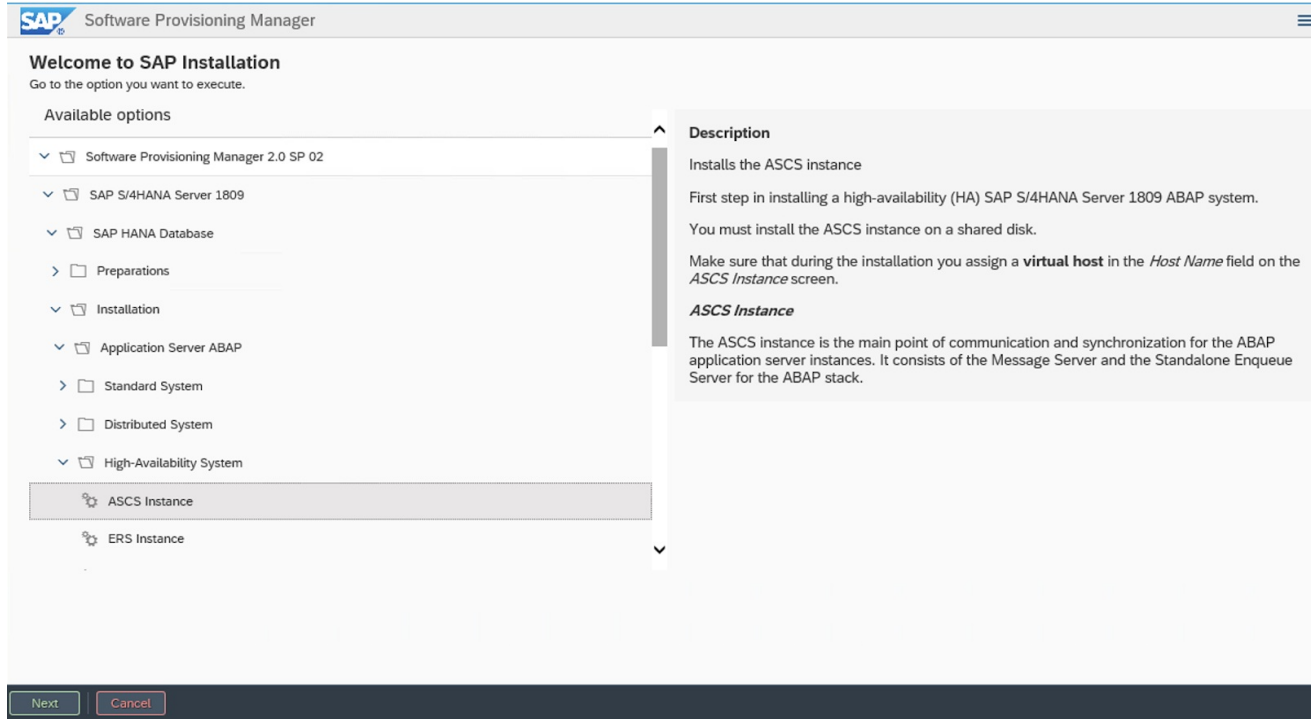 SAP Software Provisioning Manager
Welcome to SAP Installation
Go to the option you want to execute.
Available options
Software Provisioning Manager 2.0 SP 02
SAP S/4HANA Server 1809
SAP HANA Database
Preparations
Installation
Application Server ABAP
Standard System
Distributed System
High-Availability System
ASCS Instance
ERS Instance
Description
Installs the ASCS instance
First step in installing a high-availability (HA) SAP S/4HANA Server 1809 ABAP system.
You must install the ASCS instance on a shared disk.
Make sure that during the installation you assign a virtual host in the Host Name field on the
ASCS Instance screen.
ASCS Instance
The ASCS instance is the main point of communication and synchronization for the ABAP
application server instances. It consists of the Message Server and the Standalone Enqueue
Server for the ABAP stack.
Next
Cancel